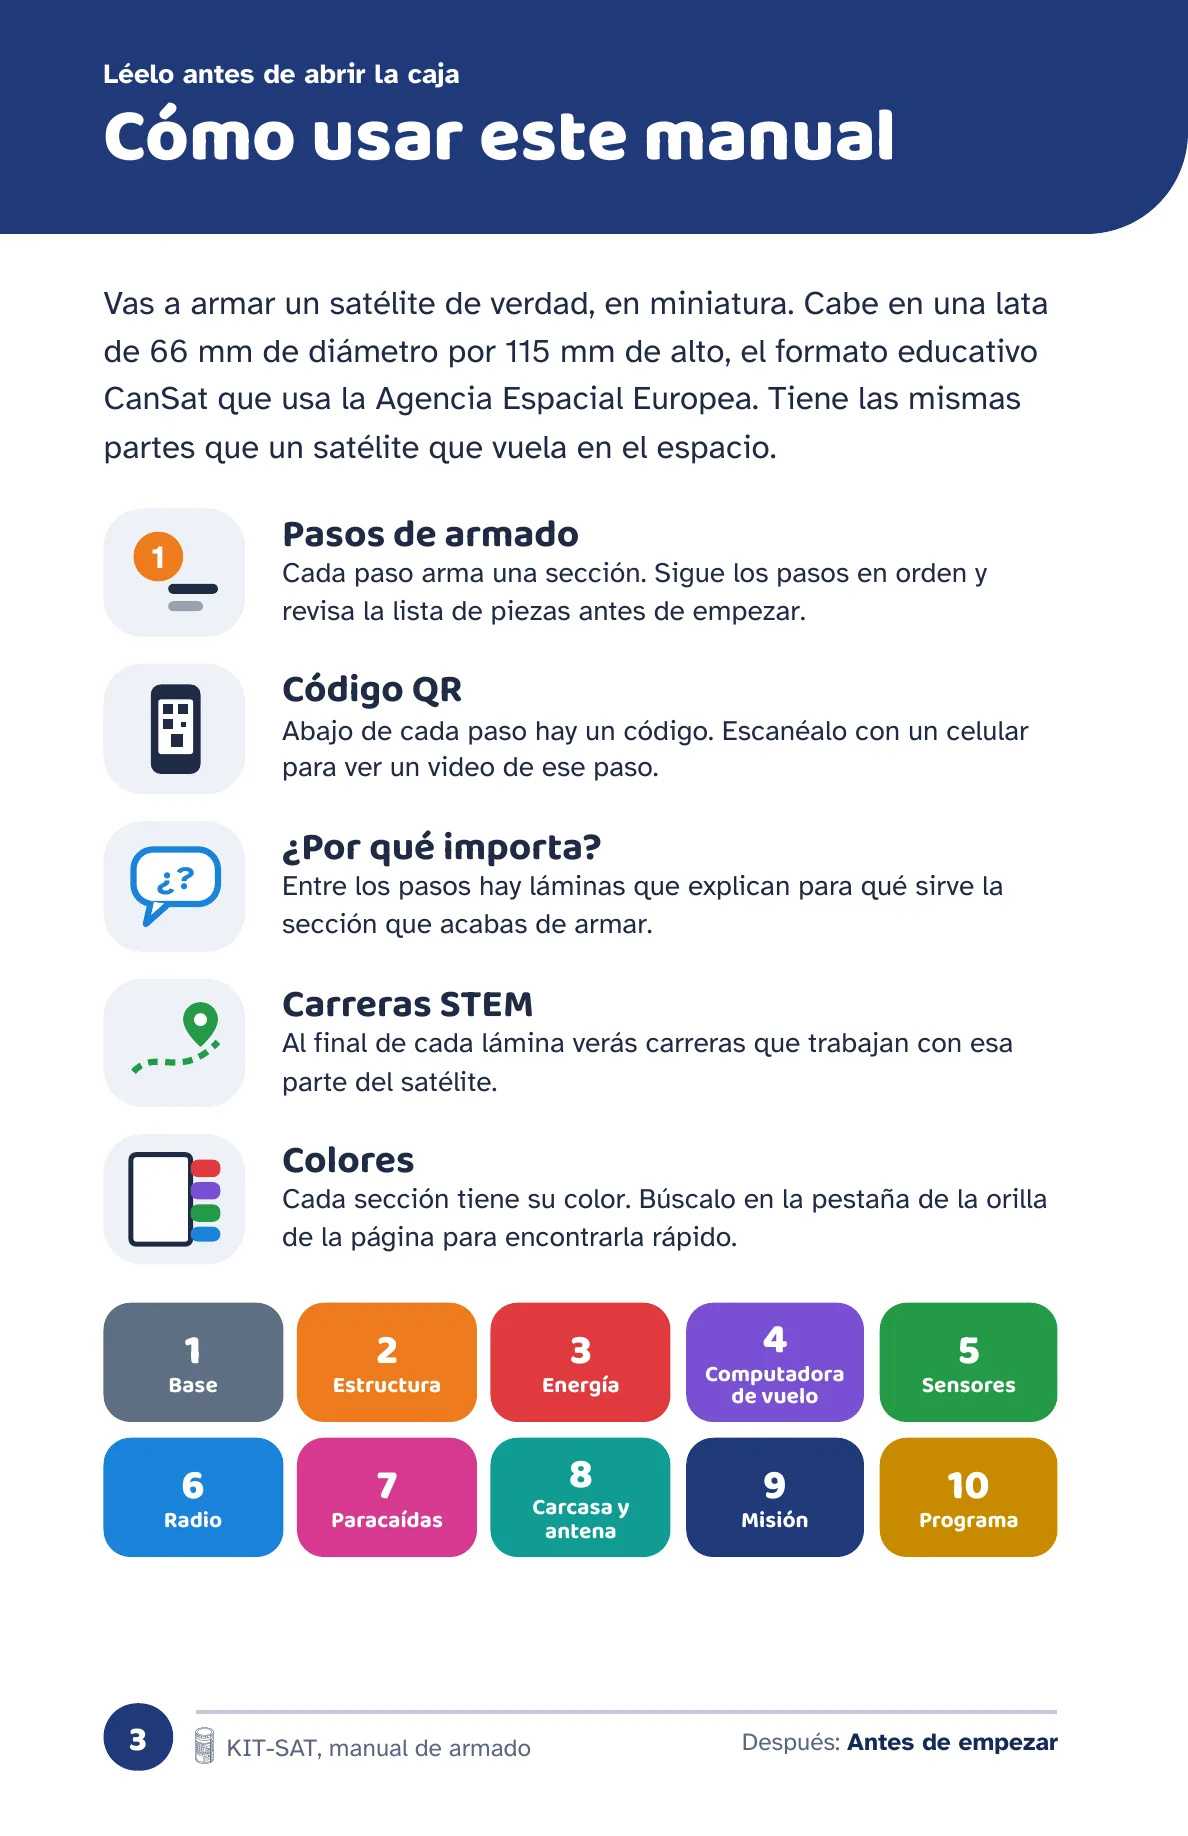 Léelo antes de abrir la caja
Cómo usar este manual
Vas a armar un satélite de verdad, en miniatura. Cabe en una lata
de 66 mm de diámetro por 115 mm de alto, el formato educativo
CanSat que usa la Agencia Espacial Europea. Tiene las mismas
partes que un satélite que vuela en el espacio.
1
Pasos de armado
Cada paso arma una sección. Sigue los pasos en orden y
revisa la lista de piezas antes de empezar.
Código QR
Abajo de cada paso hay un código. Escanéalo con un celular
para ver un video de ese paso.
¿?
¿Por qué importa?
Entre los pasos hay láminas que explican para qué sirve la
sección que acabas de armar.
Carreras STEM
Al final de cada lámina verás carreras que trabajan con esa
parte del satélite.
Colores
Cada sección tiene su color. Búscalo en la pestaña de la orilla
de la página para encontrarla rápido.
1
Base
2
Estructura
3
Energía
4
Computadora
de vuelo
5
Sensores
6
Radio
7
Paracaídas
8
Carcasa y
antena
9
Misión
10
Programa
3
KIT-SAT, manual de armado
Después: Antes de empezar